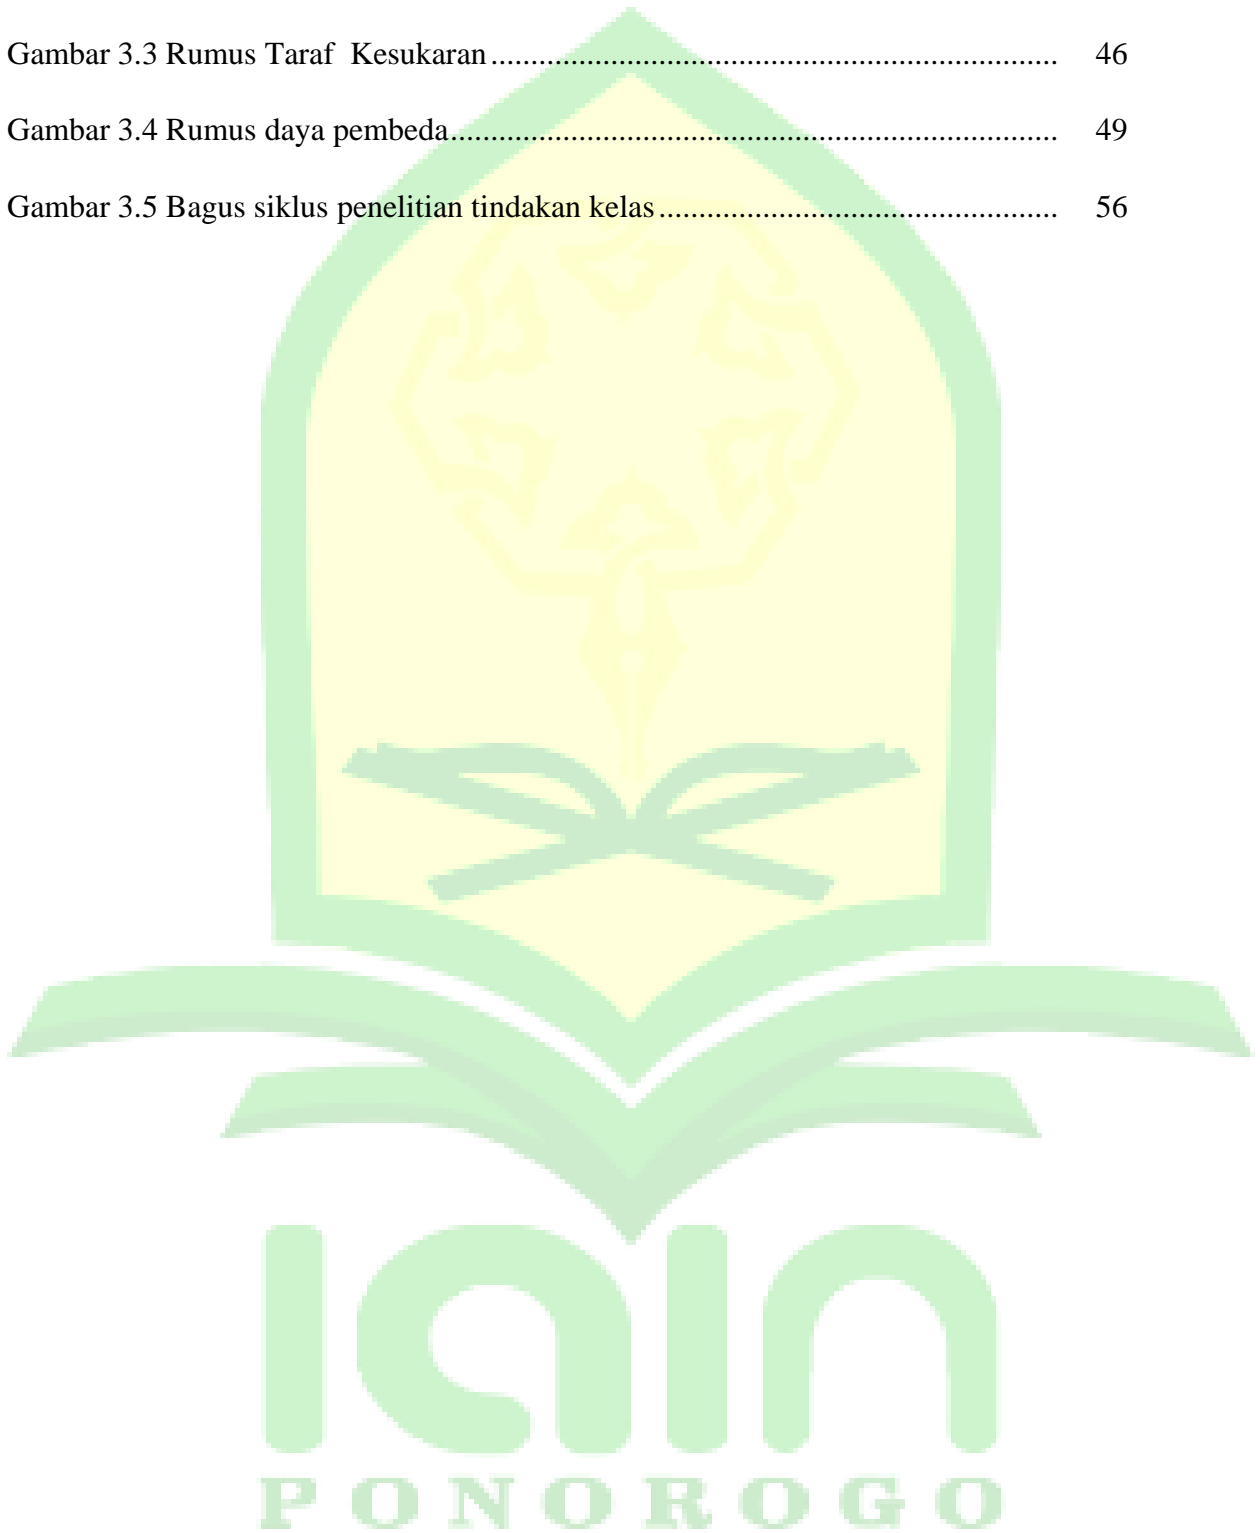 Gambar 3.3 Rumus Taraf  Kesukaran ...................................................................... 46
Gambar 3.4 Rumus daya pembeda........................................................................... 49
Gambar 3.5 Bagus siklus penelitian tindakan kelas ................................................. 56
iain
PONOROGO